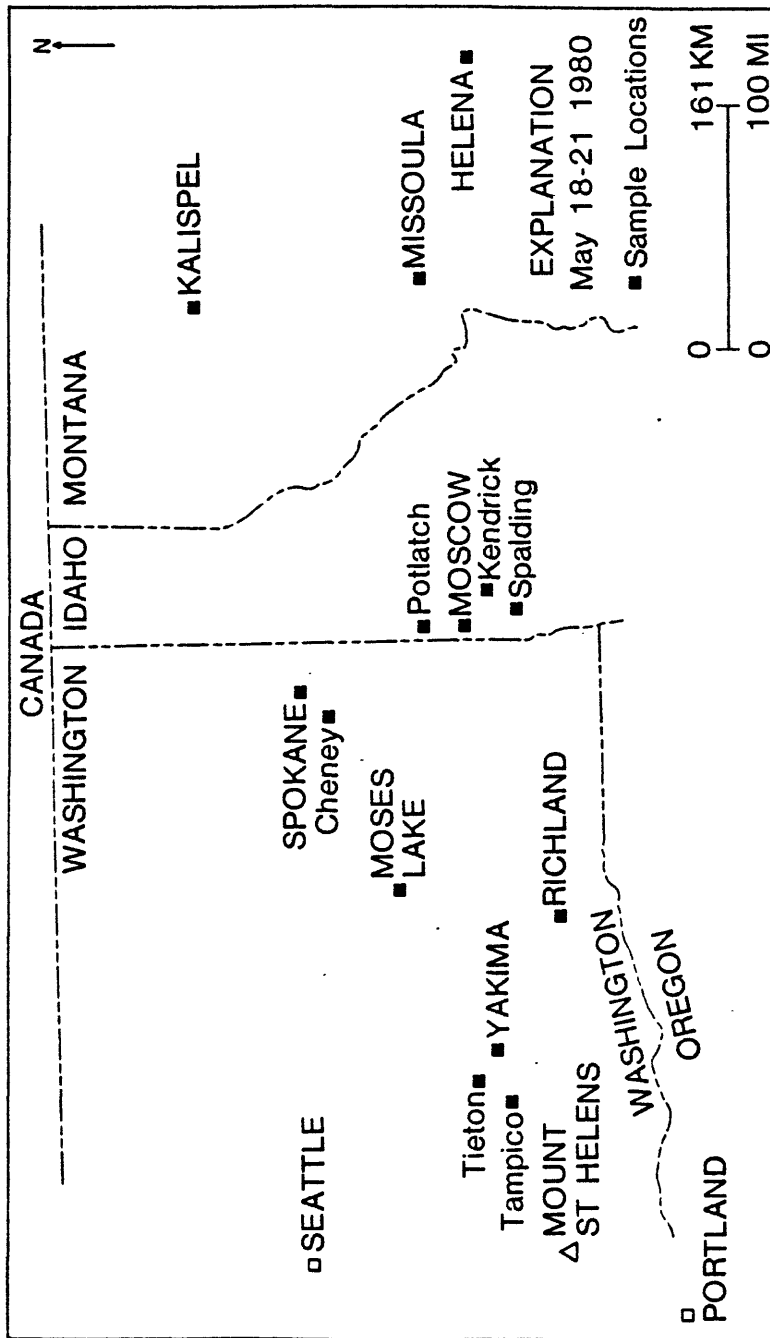 CANADA
WASHINGTON
IDAHO
MONTANA
N
KALISPEL
SEATTLE
SPOKANE
Cheney
MOSES
LAKE
Potlatch
MOSCOW
Kendrick
Spalding
MISSOULA
HELENA
Tieton
Tampico
YAKIMA
MOUNT
ST HELENS
RICHLAND
WASHINGTON
OREGON
PORTLAND
EXPLANATION
May 18-21 1980
Sample Locations
0 161 KM
0 100 MI